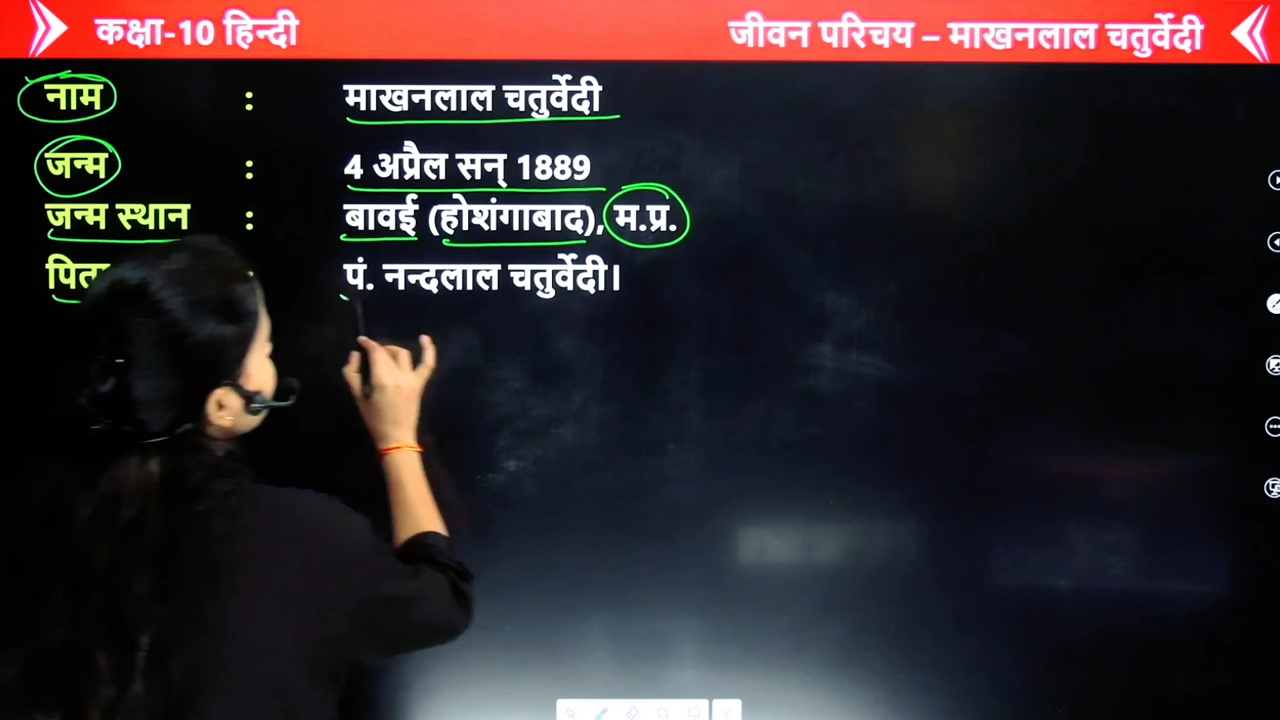 कक्षा-10 हिन्दी
जीवन परिचय – माखनलाल चतुर्वेदी
नाम : माखनलाल चतुर्वेदी
जन्म : 4 अप्रैल सन् 1889
जन्म स्थान : बावई (होशंगाबाद), म.प्र.
पं. नन्दलाल चतुर्वेदी।